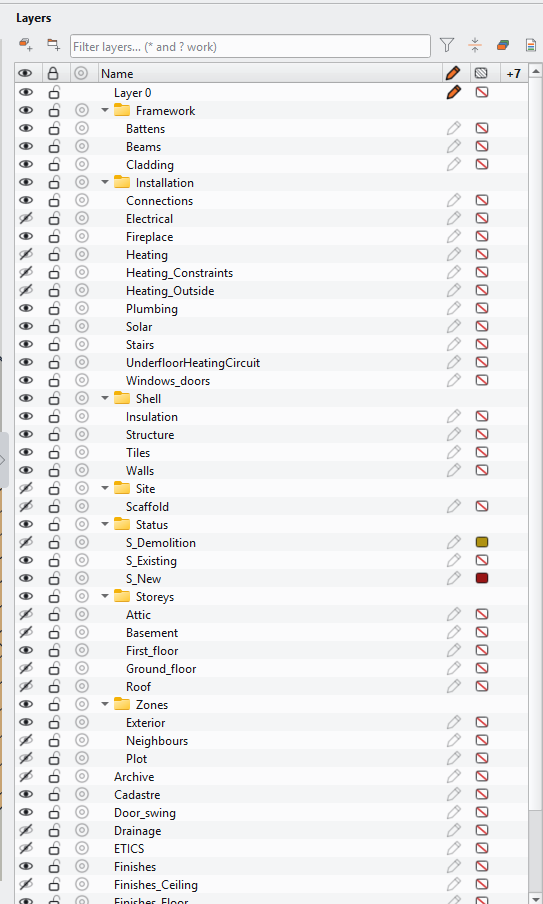 Layers
Filter layers... (* and ? work)
Name +7
Layer 0
Framework
Battens
Beams
Cladding
Installation
Connections
Electrical
Fireplace
Heating
Heating_Constraints
Heating_Outside
Plumbing
Solar
Stairs
UnderfloorHeatingCircuit
Windows_doors
Shell
Insulation
Structure
Tiles
Walls
Site
Scaffold
Status
S_Demolition
S_Existing
S_New
Storeys
Attic
Basement
First_floor
Ground_floor
Roof
Zones
Exterior
Neighbours
Plot
Archive
Cadastre
Door_swing
Drainage
ETICS
Finishes
Finishes_Ceiling
Finishes_Floor